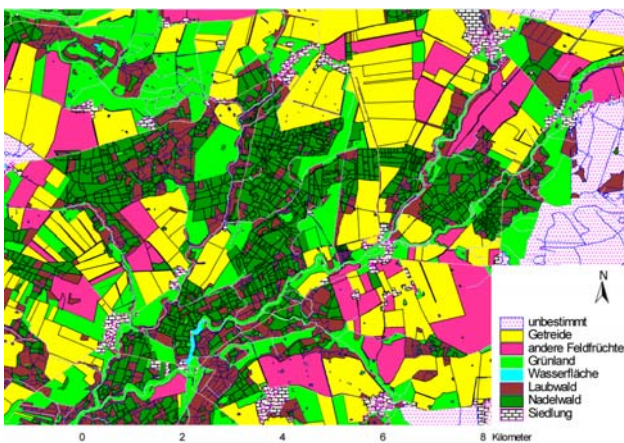 N
unbestimmt
Getreide
andere Feldfrüchte
Grünland
Wasserfläche
Laubwald
Nadelwald
Siedlung
0 2 4 6 8 Kilometer